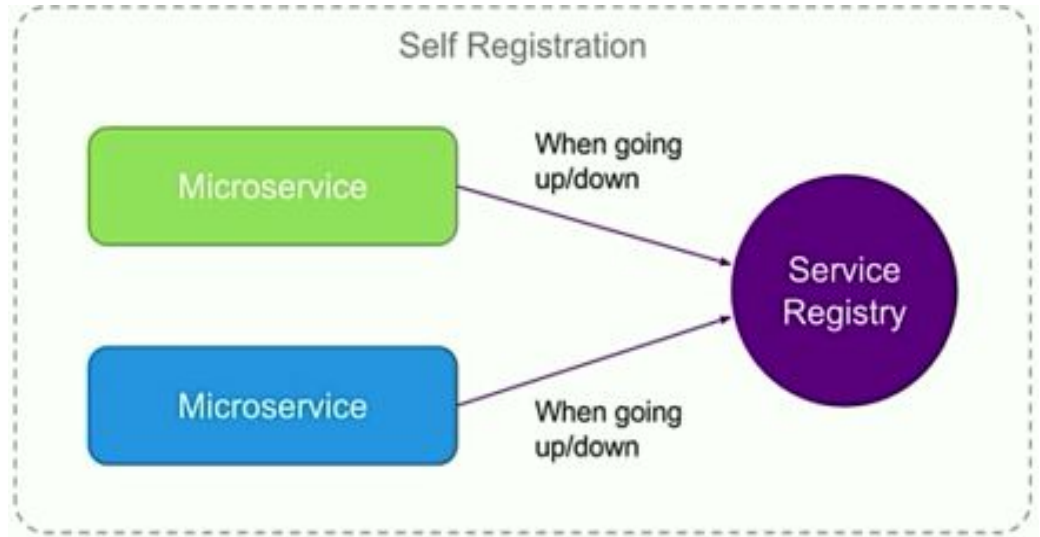 Self Registration
When going
up/down
Microservice
Service
Registry
Microservice
When going
up/down